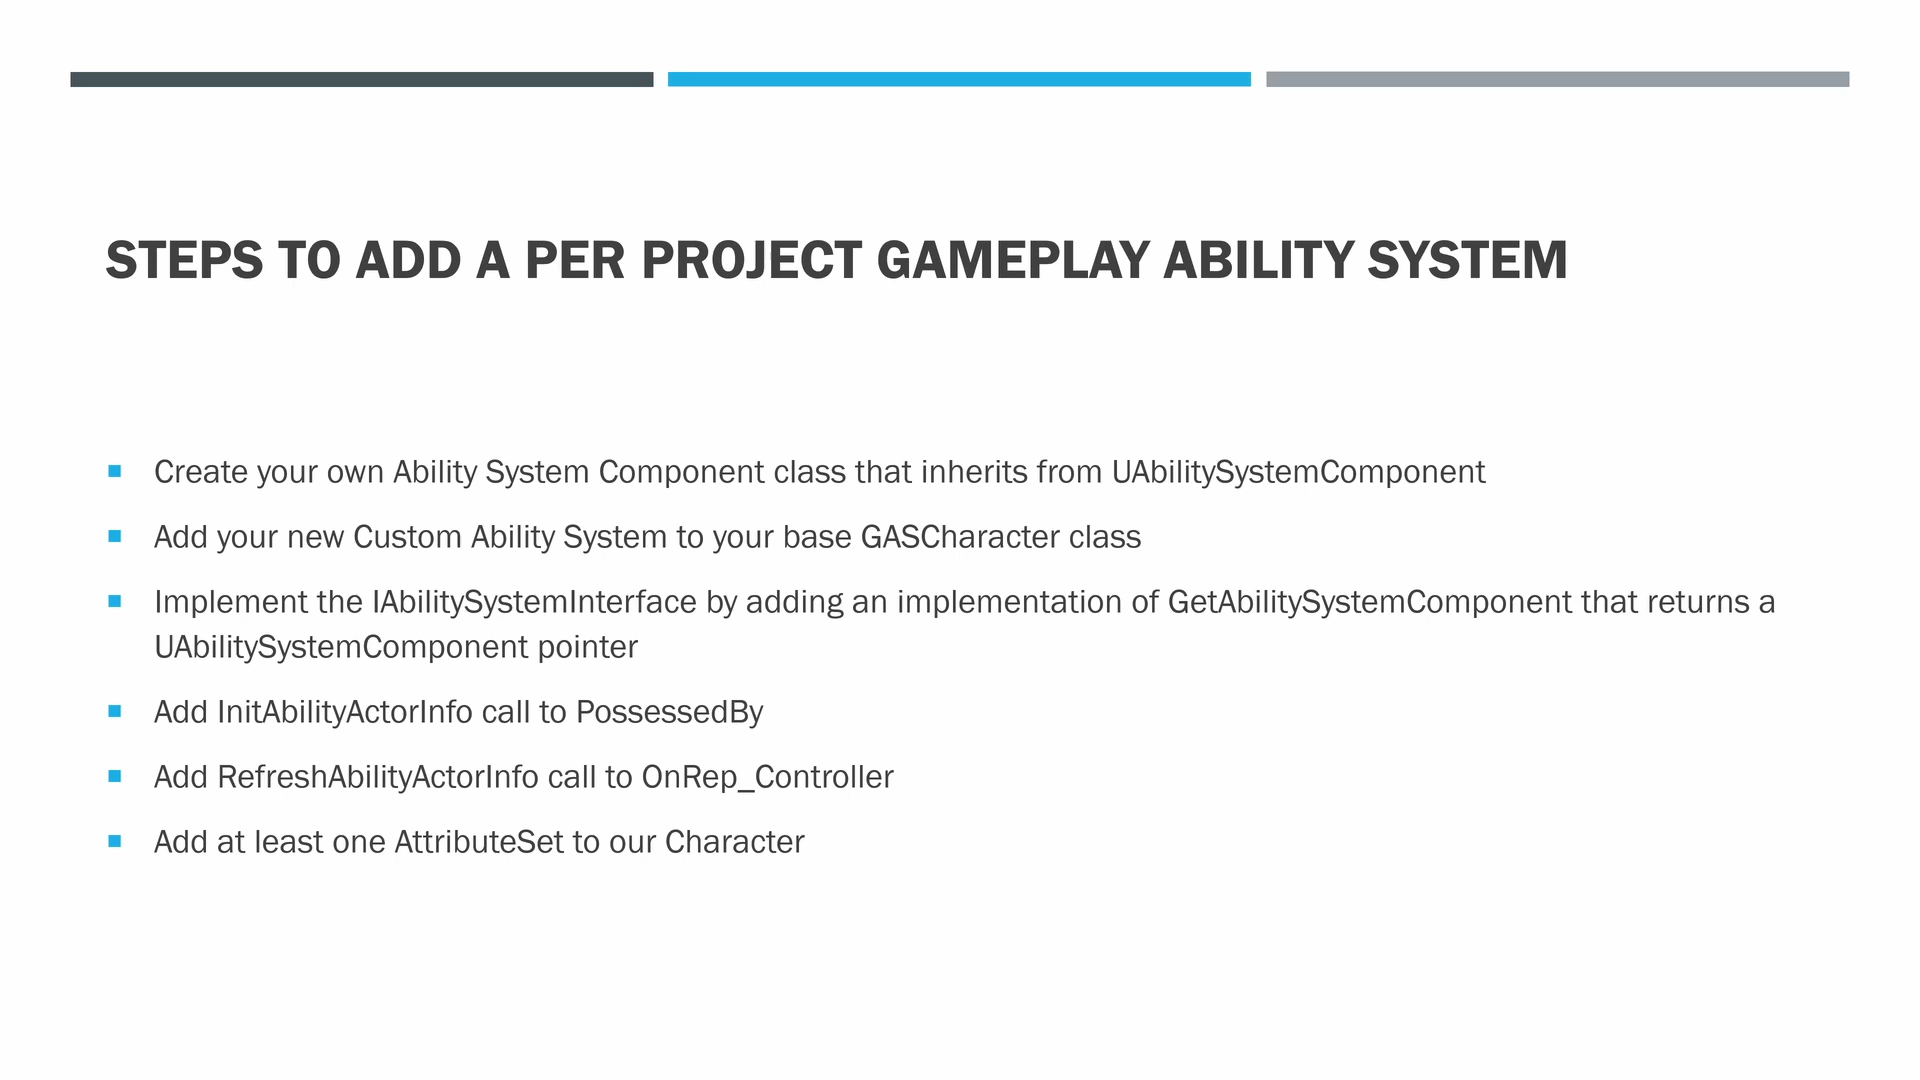 STEPS TO ADD A PER PROJECT GAMEPLAY ABILITY SYSTEM
Create your own Ability System Component class that inherits from UAbilitySystemComponent
Add your new Custom Ability System to your base GASCharacter class
Implement the IAbilitySystemInterface by adding an implementation of GetAbilitySystemComponent that returns a
UAbilitySystemComponent pointer
Add InitAbilityActorInfo call to PossessedBy
Add RefreshAbilityActorInfo call to OnRep_Controller
Add at least one AttributeSet to our Character